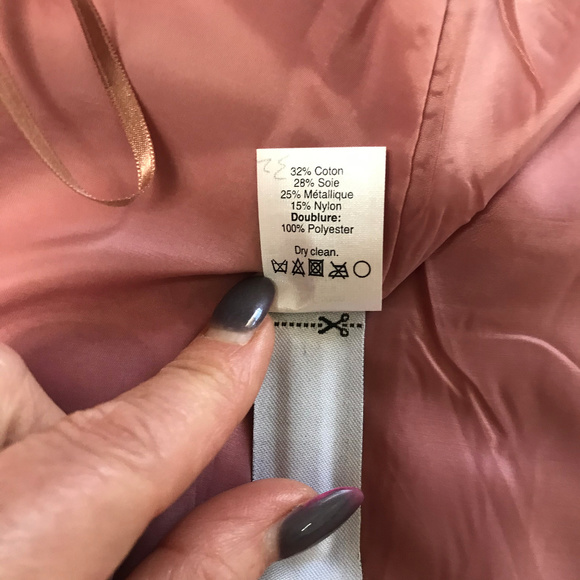 32% Coton
28% Soie
25% Métallique
15% Nylon
Doublure:
100% Polyester
Dry clean.